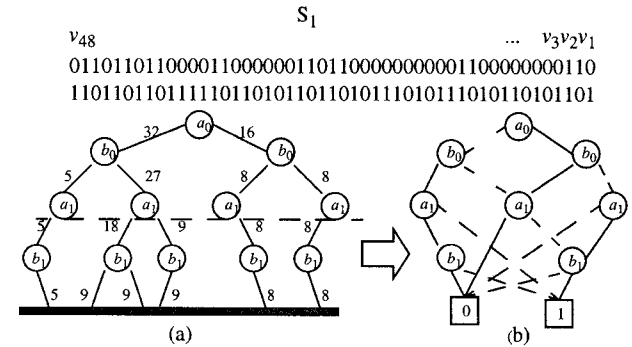 S₁
v₄₈ ... v₃v₂v₁
a₀
32 16
b₀ b₀
5 27 8 8
a₁ a₁ a₁ a₁
5 18 9 8 8
b₁ b₁ b₁ b₁ b₁
5 9 9 9 8 8
(a)
a₀
b₀ b₀
a₁ a₁ a₁
b₁ b₁
0 1
(b)